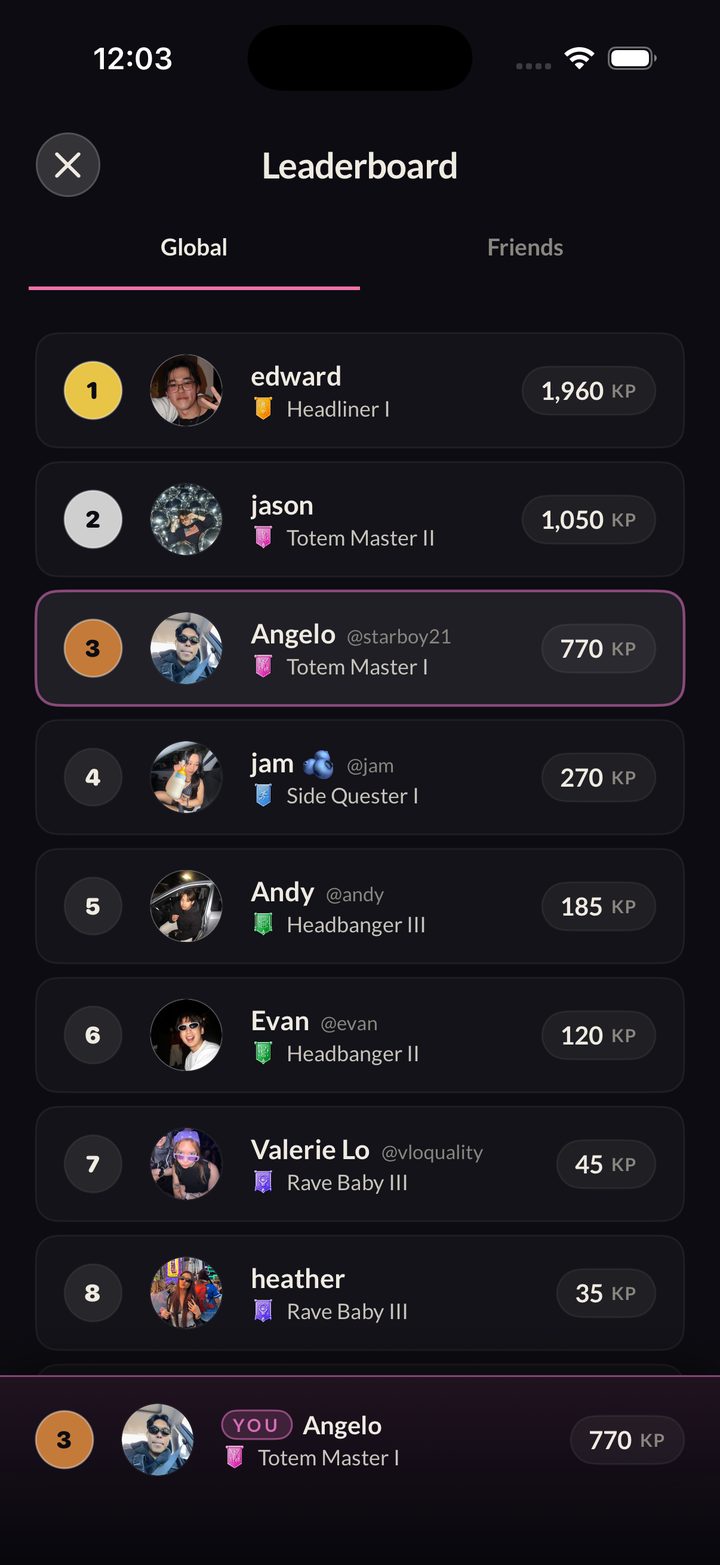 12:03
Leaderboard
Global
Friends
1
edward
Headliner I
1,960 KP
2
jason
Totem Master II
1,050 KP
3
Angelo @starboy21
Totem Master I
770 KP
4
jam 🫐 @jam
Side Quester I
270 KP
5
Andy @andy
Headbanger III
185 KP
6
Evan @evan
Headbanger II
120 KP
7
Valerie Lo @vloquality
Rave Baby III
45 KP
8
heather
Rave Baby III
35 KP
3
YOU Angelo
Totem Master I
770 KP